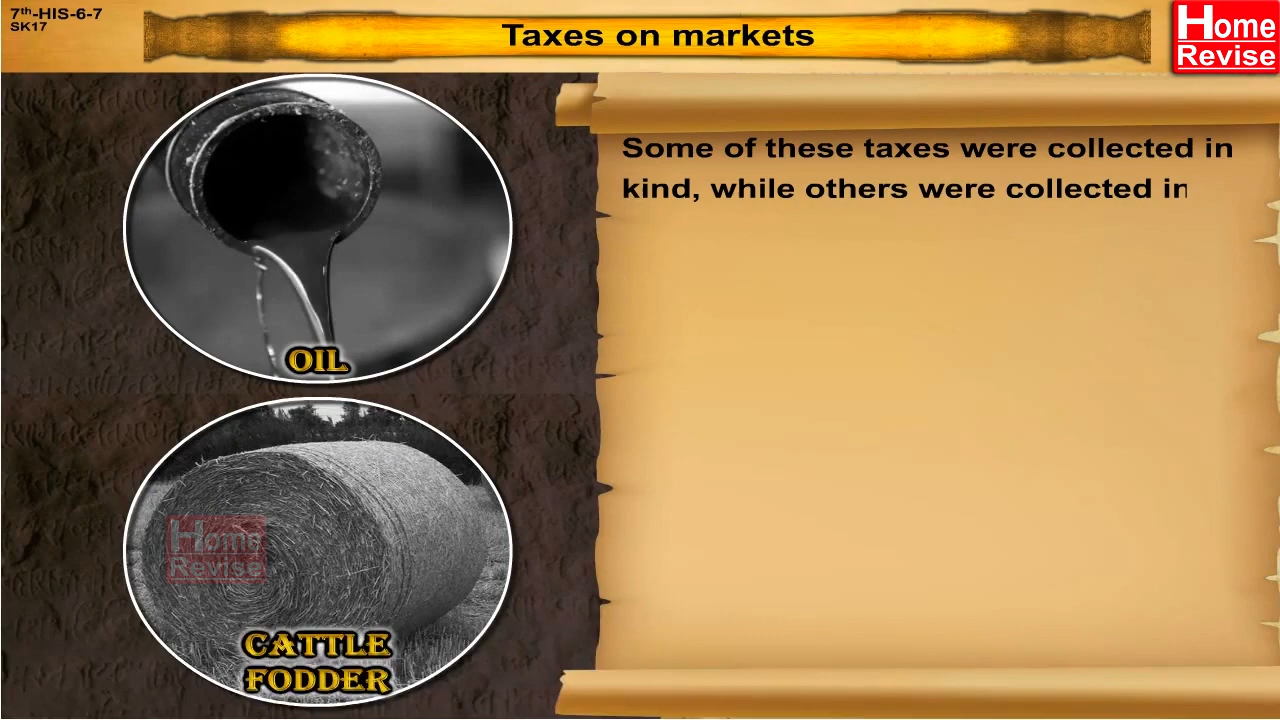 7th-HIS-6-7
SK17
Taxes on markets
Home
Revise
Some of these taxes were collected in
kind, while others were collected in
OIL
Home
Revise
CATTLE
FODDER